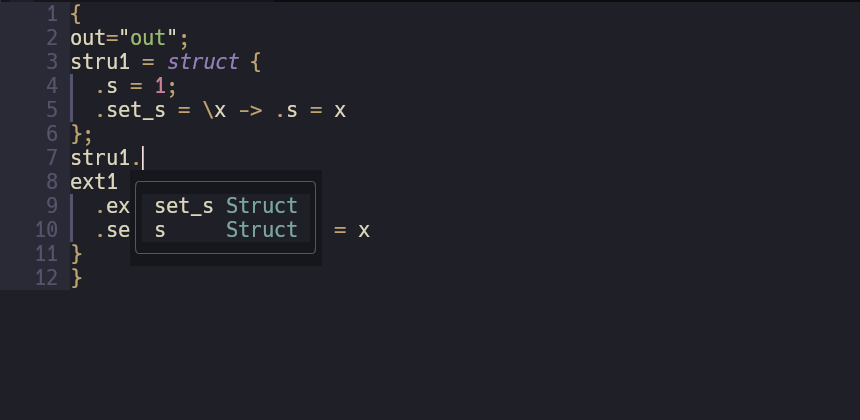 1 {
2 out="out";
3 stru1 = struct {
4 .s = 1;
5 .set_s = \x -> .s = x
6 };
7 stru1.
8 ext1
9 .ex set_s Struct
10 .se s Struct = x
11 }
12 }